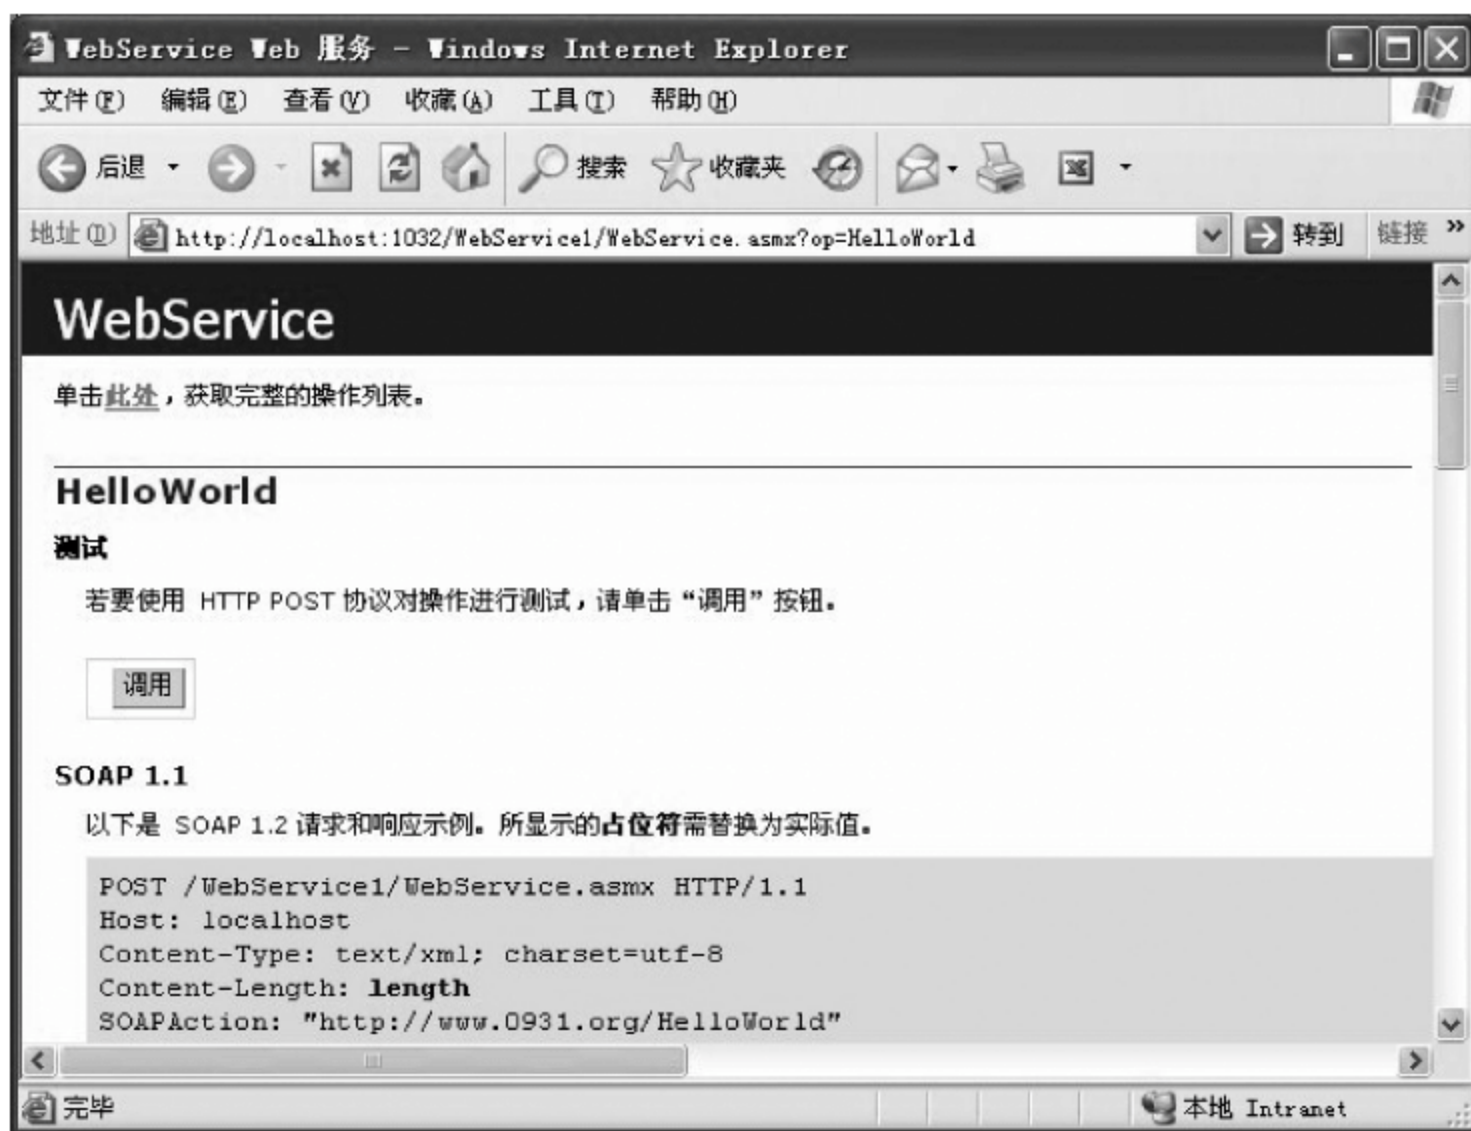 WebService Web 服务 - Windows Internet Explorer
文件(F) 编辑(E) 查看(V) 收藏(A) 工具(T) 帮助(H)
后退 搜索 收藏夹
地址(D) http://localhost:1032/WebService1/WebService.asmx?op=HelloWorld 转到 链接 »
WebService
单击此处，获取完整的操作列表。
HelloWorld
测试
若要使用 HTTP POST 协议对操作进行测试，请单击“调用”按钮。
调用
SOAP 1.1
以下是 SOAP 1.2 请求和响应示例。所显示的占位符需替换为实际值。
POST /WebService1/WebService.asmx HTTP/1.1
Host: localhost
Content-Type: text/xml; charset=utf-8
Content-Length: length
SOAPAction: "http://www.0931.org/HelloWorld"
完毕 本地 Intranet